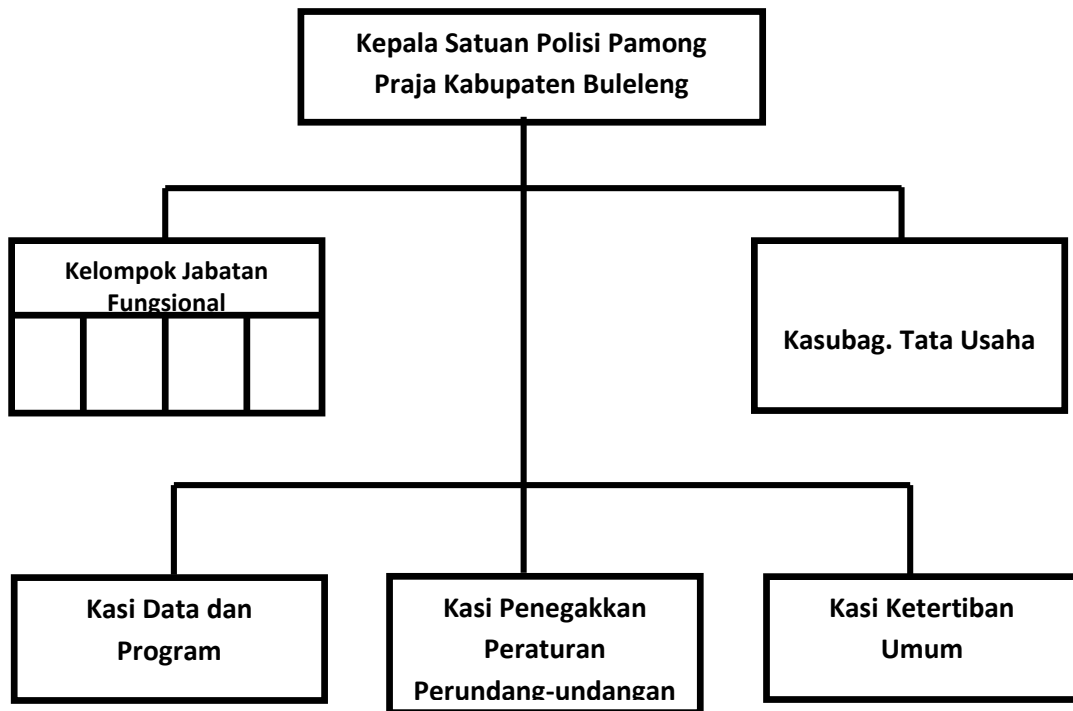 Kepala Satuan Polisi Pamong
Praja Kabupaten Buleleng
Kelompok Jabatan
Fungsional
Kasubag. Tata Usaha
Kasi Data dan
Program
Kasi Penegakkan
Peraturan
Perundang-undangan
Kasi Ketertiban
Umum